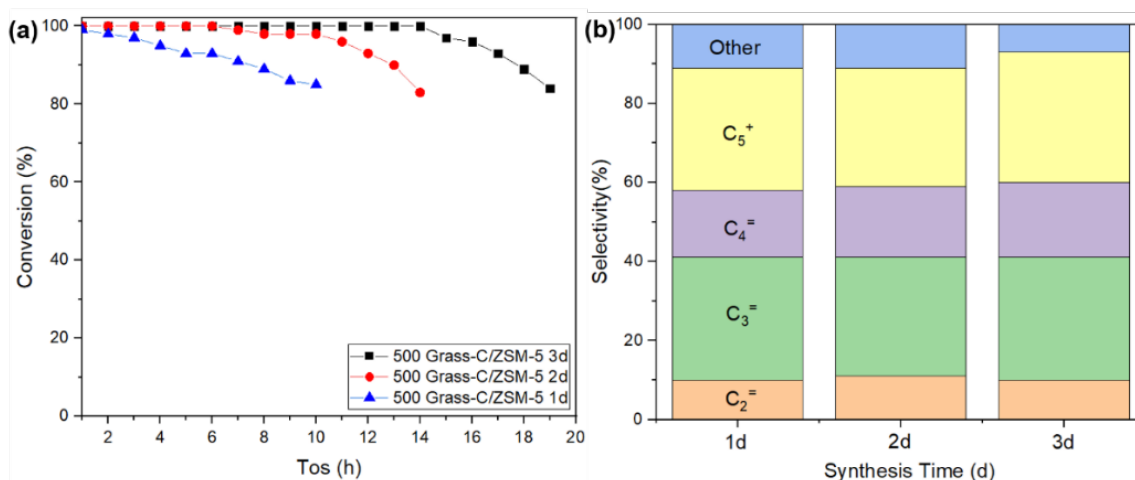 (a)
100
80
60
40
20
0
Conversion (%)
2 4 6 8 10 12 14 16 18 20
Tos (h)
500 Grass-C/ZSM-5 3d
500 Grass-C/ZSM-5 2d
500 Grass-C/ZSM-5 1d
(b)
100
80
60
40
20
0
Selectivity(%)
Other
C₅⁺
C₄⁼
C₃⁼
C₂⁼
1d 2d 3d
Synthesis Time (d)